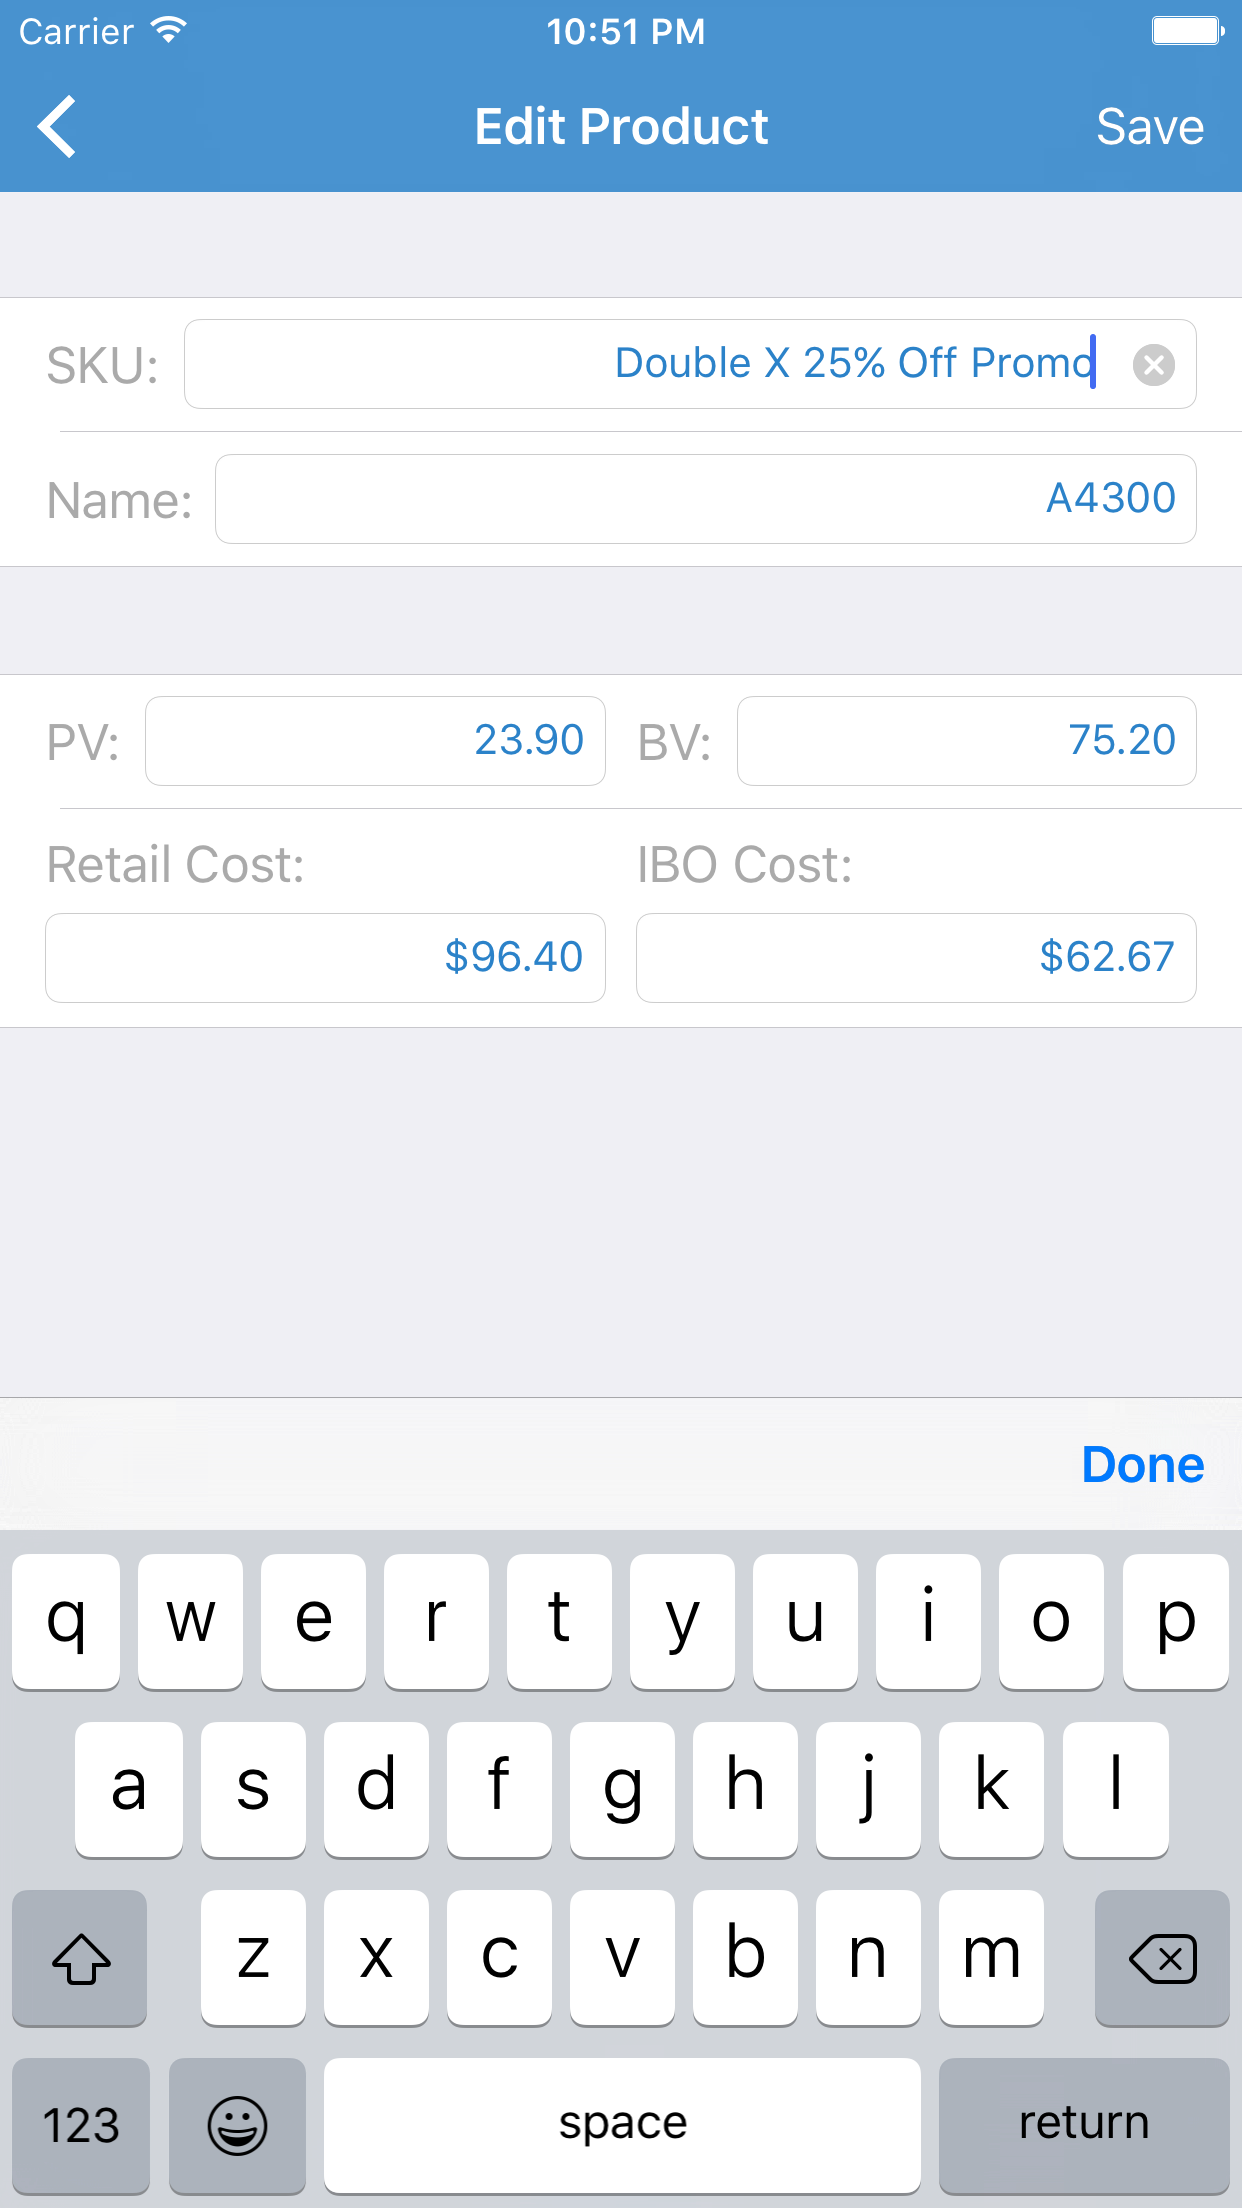 Carrier 10:51 PM
Edit Product Save
SKU: Double X 25% Off Promo
Name: A4300
PV: 23.90 BV: 75.20
Retail Cost: IBO Cost:
$96.40 $62.67
Done
q w e r t y u i o p
a s d f g h j k l
z x c v b n m
123 space return